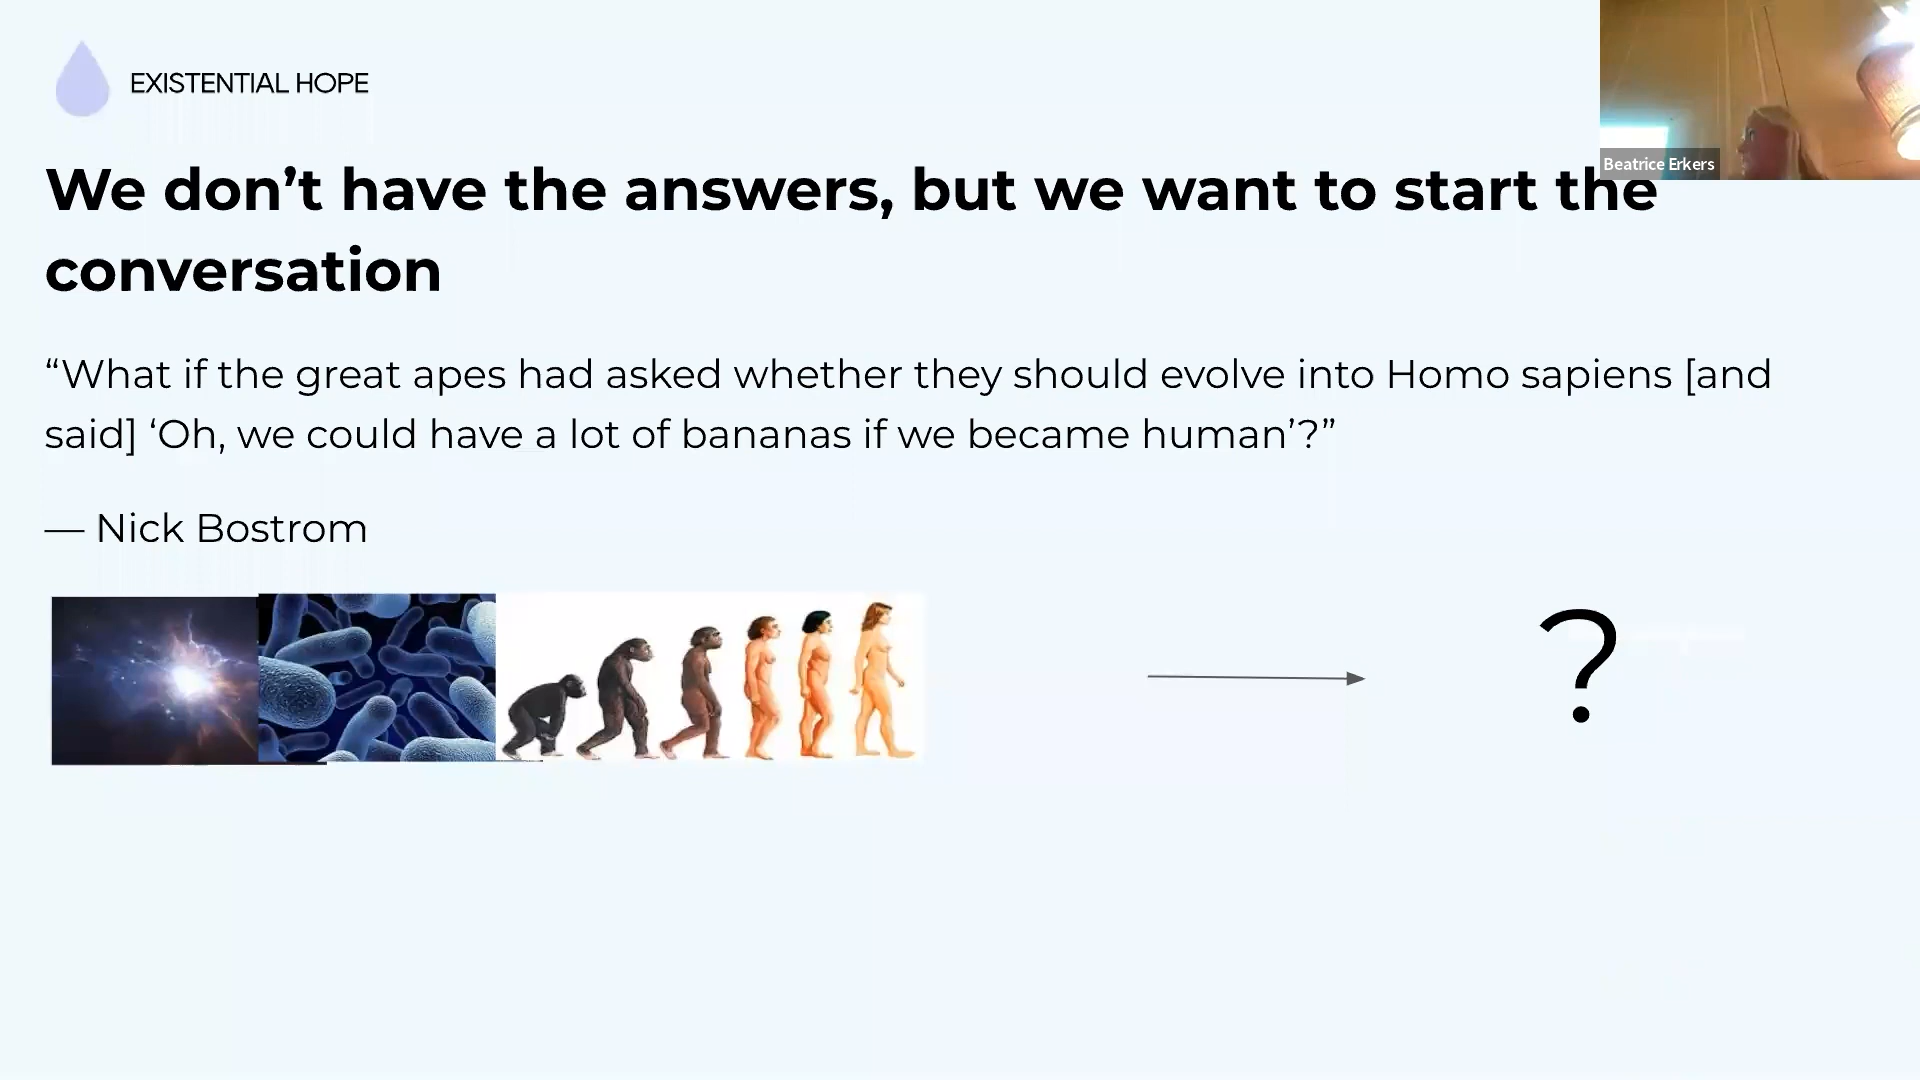 EXISTENTIAL HOPE
Beatrice Erkers
We don’t have the answers, but we want to start the
conversation
“What if the great apes had asked whether they should evolve into Homo sapiens [and
said] ‘Oh, we could have a lot of bananas if we became human’?”
— Nick Bostrom
?